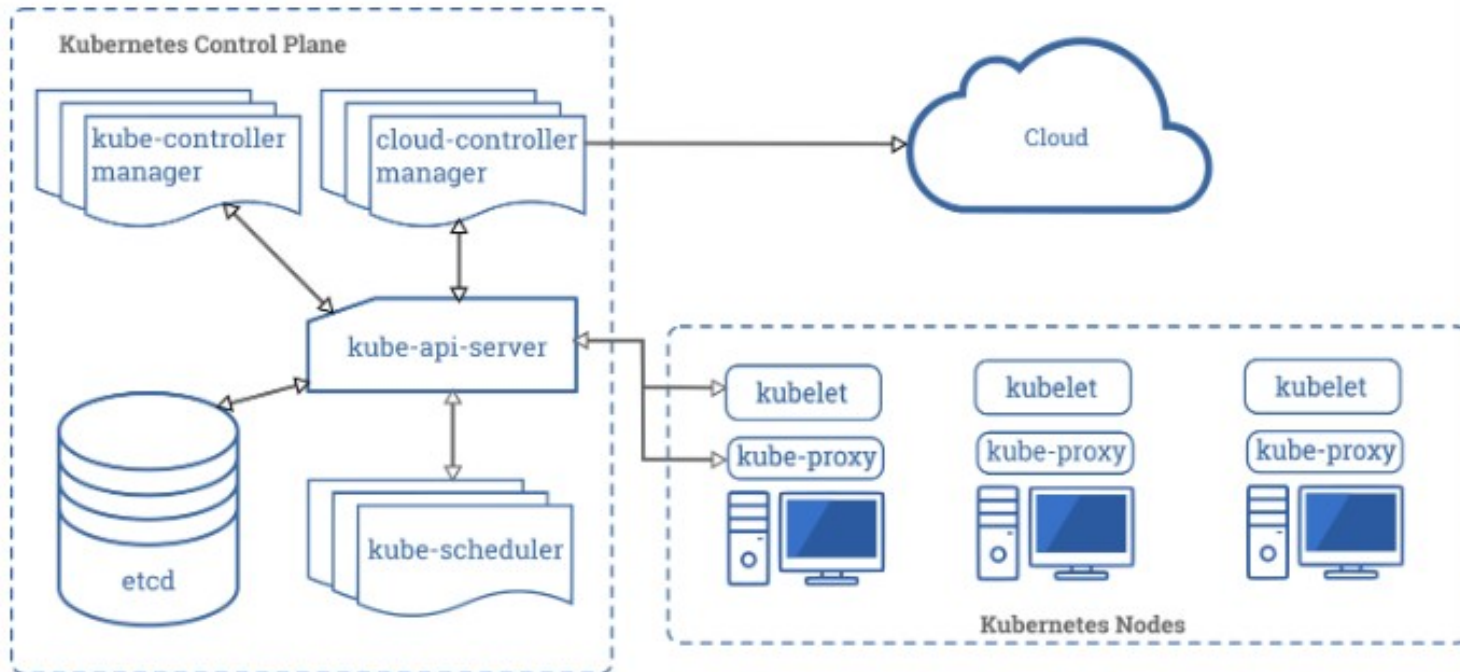 Kubernetes Control Plane
kube-controller
manager
cloud-controller
manager
Cloud
kube-api-server
kubelet
kubelet
kubelet
kube-proxy
kube-proxy
kube-proxy
kube-scheduler
etcd
Kubernetes Nodes